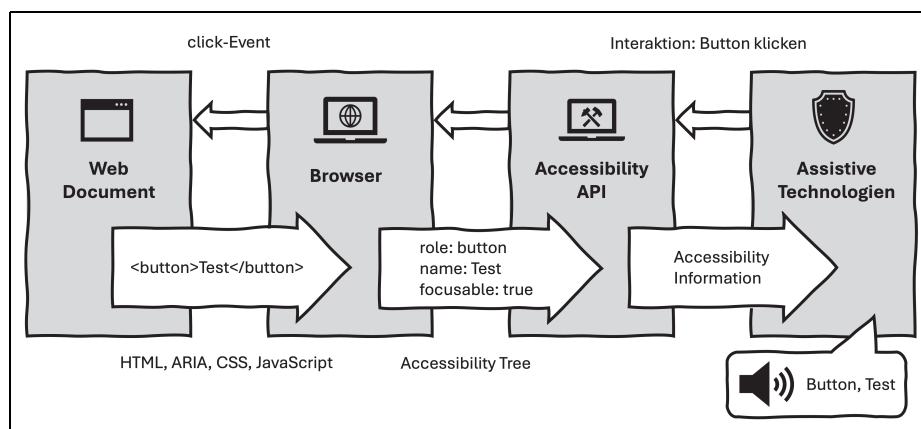 click-Event
Interaktion: Button klicken
Web
Document
Browser
Accessibility
API
Assistive
Technologien
<button>Test</button>
role: button
name: Test
focusable: true
Accessibility
Information
HTML, ARIA, CSS, JavaScript
Accessibility Tree
Button, Test